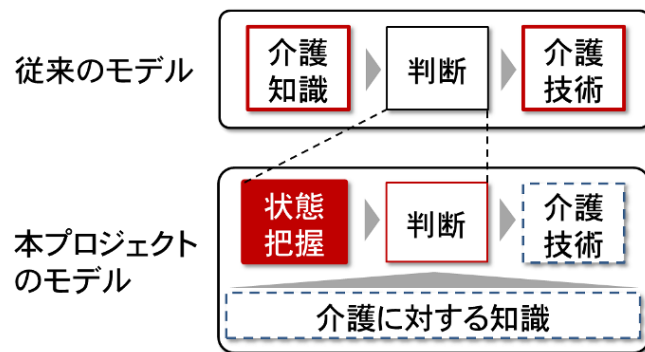 従来のモデル
介護
知識
判断
介護
技術
本プロジェクト
のモデル
状態
把握
判断
介護
技術
介護に対する知識